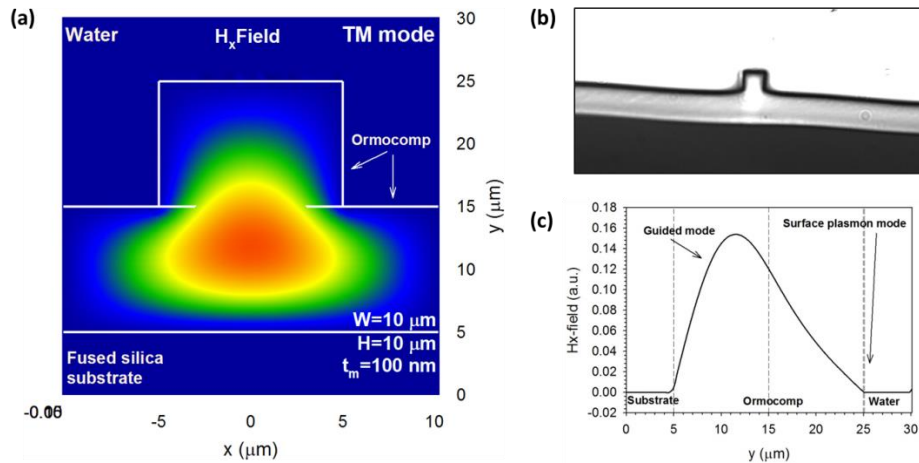 (a)
Water
HxField
TM mode
Ormocomp
W=10 μm
H=10 μm
tm=100 nm
Fused silica
substrate
30
25
20
15
10
5
0
y (μm)
-5
0
5
10
x (μm)
(b)
(c)
0.18
0.16
0.14
0.12
0.10
0.08
0.06
0.04
0.02
0.00
-0.02
Hx-field (a.u.)
Guided mode
Surface plasmon mode
Substrate
Ormocomp
Water
0
5
10
15
20
25
30
y (μm)